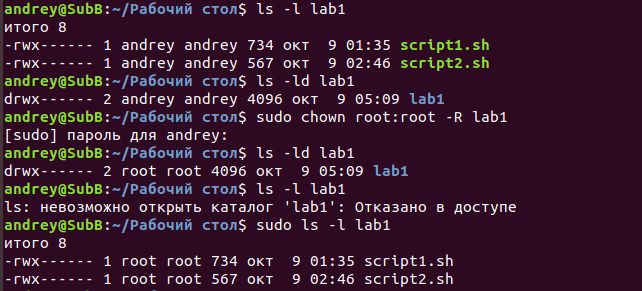 andrey@SubB:~/Рабочий стол$ ls -l lab1
итого 8
-rwx------ 1 andrey andrey 734 окт  9 01:35 script1.sh
-rwx------ 1 andrey andrey 567 окт  9 02:46 script2.sh
andrey@SubB:~/Рабочий стол$ ls -ld lab1
drwx------ 2 andrey andrey 4096 окт  9 05:09 lab1
andrey@SubB:~/Рабочий стол$ sudo chown root:root -R lab1
[sudo] пароль для andrey:
andrey@SubB:~/Рабочий стол$ ls -ld lab1
drwx------ 2 root root 4096 окт  9 05:09 lab1
andrey@SubB:~/Рабочий стол$ ls -l lab1
ls: невозможно открыть каталог 'lab1': Отказано в доступе
andrey@SubB:~/Рабочий стол$ sudo ls -l lab1
итого 8
-rwx------ 1 root root 734 окт  9 01:35 script1.sh
-rwx------ 1 root root 567 окт  9 02:46 script2.sh